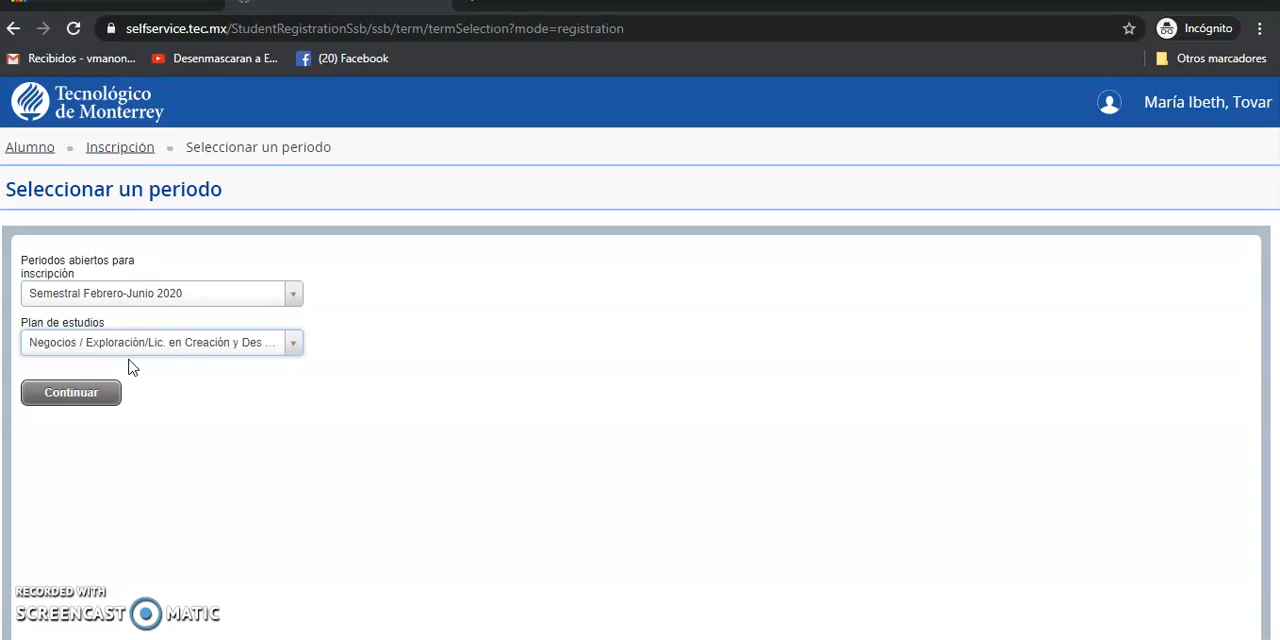 selfservice.tec.mx/StudentRegistrationSsb/ssb/term/termSelection?mode=registration
Incógnito
Recibidos - vmanon...
Desenmascaran a E...
(20) Facebook
Otros marcadores
Tecnológico
de Monterrey
María Ibeth, Tovar
Alumno
Inscripción
Seleccionar un periodo
Seleccionar un periodo
Periodos abiertos para
inscripción
Semestral Febrero-Junio 2020
Plan de estudios
Negocios / Exploración/Lic. en Creación y Des ...
Continuar
RECORDED WITH
SCREENCAST MATIC